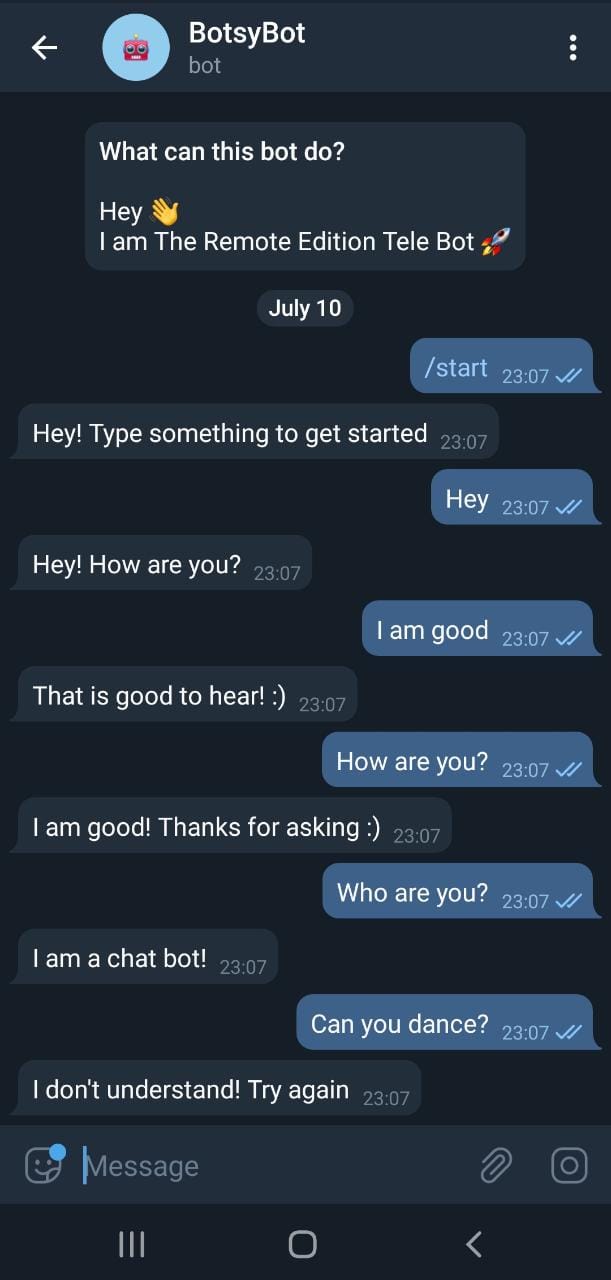 BotsyBot
bot
What can this bot do?
Hey 👋
I am The Remote Edition Tele Bot 🚀
July 10
/start 23:07
Hey! Type something to get started 23:07
Hey 23:07
Hey! How are you? 23:07
I am good 23:07
That is good to hear! :) 23:07
How are you? 23:07
I am good! Thanks for asking :) 23:07
Who are you? 23:07
I am a chat bot! 23:07
Can you dance? 23:07
I don't understand! Try again 23:07
Message